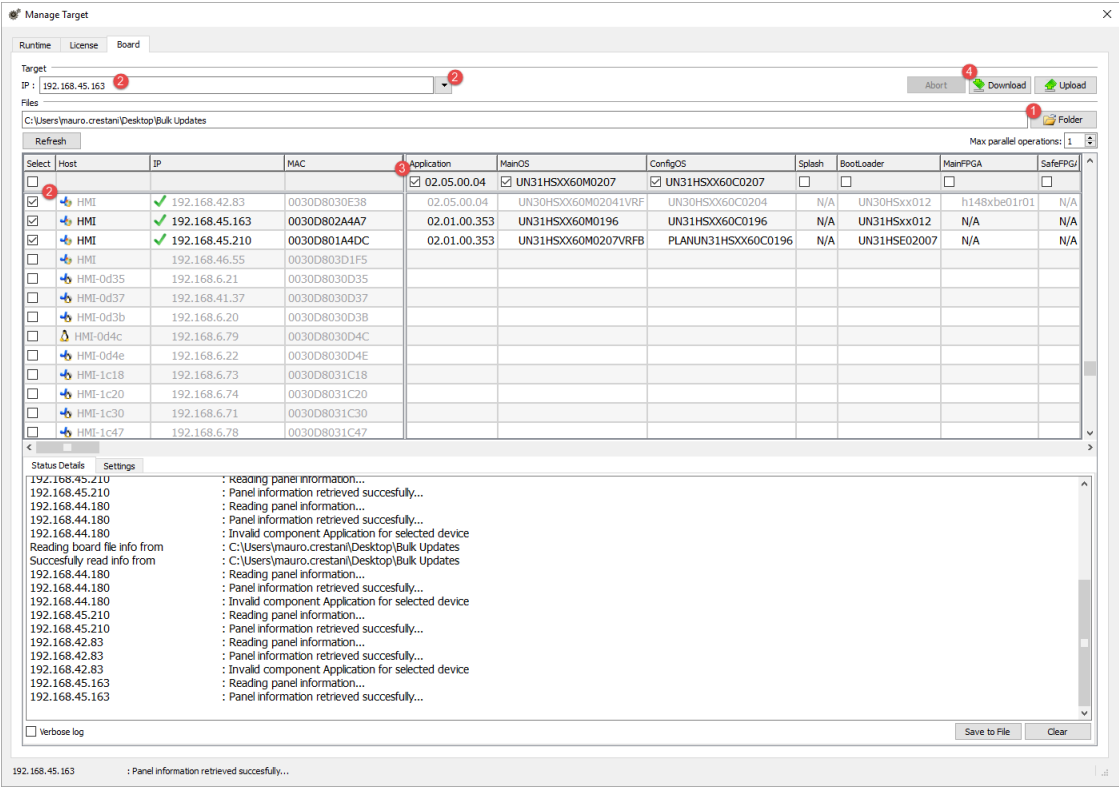 Manage Target
Runtime License Board
Target
IP : 192.168.45.163 2 2 Abort 4 Download Upload
Files
C:\Users\mauro.crestani\Desktop\Bulk Updates 1 Folder
Refresh Max parallel operations: 1
Select Host IP MAC Application MainOS ConfigOS Splash BootLoader MainFPGA SafeFPG
3 02.05.00.04 UN31HSXX60M0207 UN31HSXX60C0207
2 HMI 192.168.42.83 0030D8030E38 02.05.00.04 UN30HSXX60M02041VRF UN30HSXX60C0204 N/A UN30HSxx012 h148xbe01r01 N/A
HMI 192.168.45.163 0030D802A4A7 02.01.00.353 UN31HSXX60M0196 UN31HSXX60C0196 N/A UN31HSxx012 N/A N/A
HMI 192.168.45.210 0030D801A4DC 02.01.00.353 UN31HSXX60M0207VRFB PLANUN31HSXX60C0196 N/A UN31HSE02007 N/A N/A
HMI 192.168.46.55 0030D803D1F5
HMI-0d35 192.168.6.21 0030D8030D35
HMI-0d37 192.168.41.37 0030D8030D37
HMI-0d3b 192.168.6.20 0030D8030D3B
HMI-0d4c 192.168.6.79 0030D8030D4C
HMI-0d4e 192.168.6.22 0030D8030D4E
HMI-1c18 192.168.6.73 0030D8031C18
HMI-1c20 192.168.6.74 0030D8031C20
HMI-1c30 192.168.6.71 0030D8031C30
HMI-1c47 192.168.6.78 0030D8031C47
Status Details Settings
192.168.45.210 : Reading panel information...
192.168.45.210 : Panel information retrieved succesfully...
192.168.44.180 : Reading panel information...
192.168.44.180 : Panel information retrieved succesfully...
192.168.44.180 : Invalid component Application for selected device
Reading board file info from : C:\Users\mauro.crestani\Desktop\Bulk Updates
Succesfully read info from : C:\Users\mauro.crestani\Desktop\Bulk Updates
192.168.44.180 : Reading panel information...
192.168.44.180 : Panel information retrieved succesfully...
192.168.44.180 : Invalid component Application for selected device
192.168.45.210 : Reading panel information...
192.168.45.210 : Panel information retrieved succesfully...
192.168.42.83 : Reading panel information...
192.168.42.83 : Panel information retrieved succesfully...
192.168.42.83 : Invalid component Application for selected device
192.168.45.163 : Reading panel information...
192.168.45.163 : Panel information retrieved succesfully...
Verbose log Save to File Clear
192.168.45.163 : Panel information retrieved succesfully...